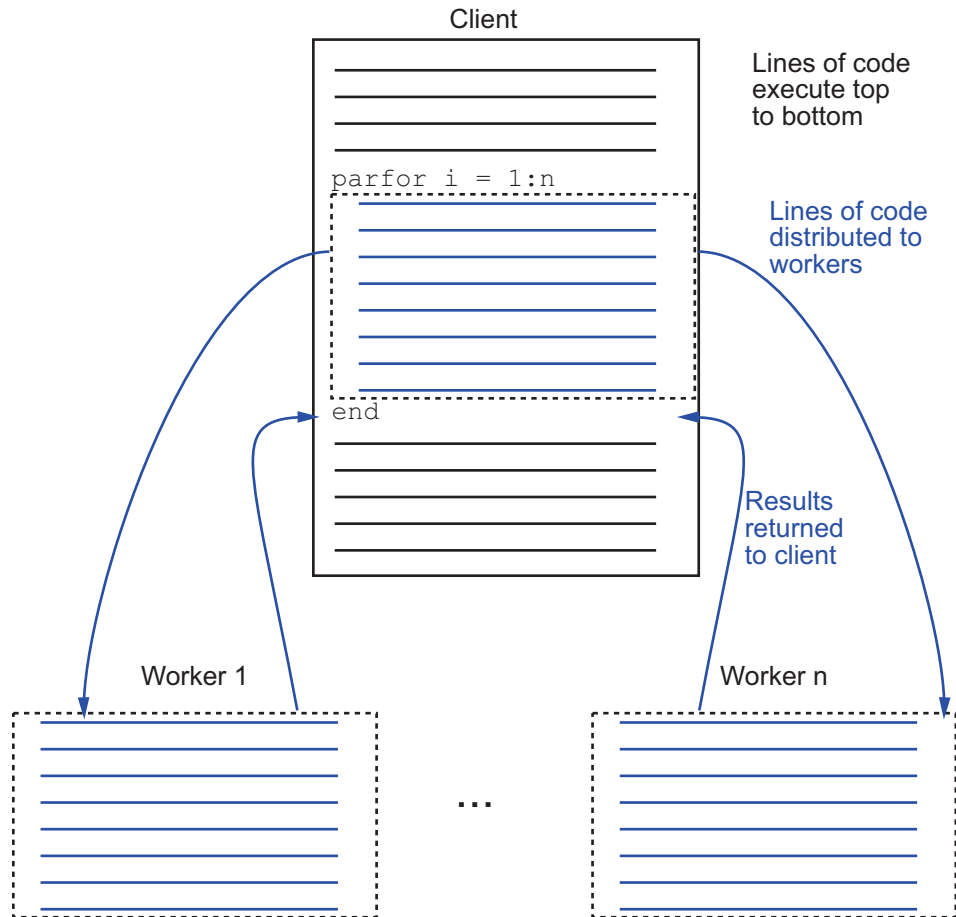 Client
Lines of code
execute top
to bottom
parfor i = 1:n
Lines of code
distributed to
workers
end
Results
returned
to client
Worker 1
Worker n
...